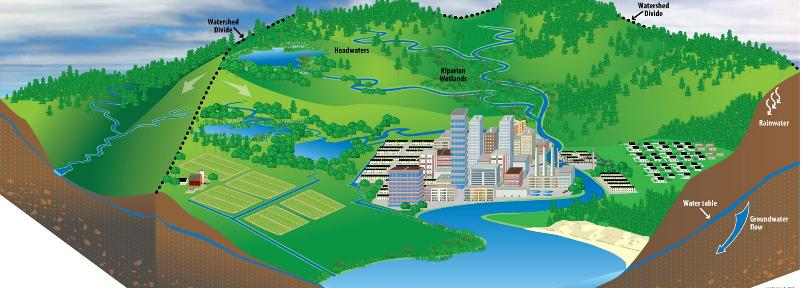 Watershed
Divide
Watershed
Divide
Headwaters
Riparian
Wetlands
Rainwater
Water table
Groundwater
flow